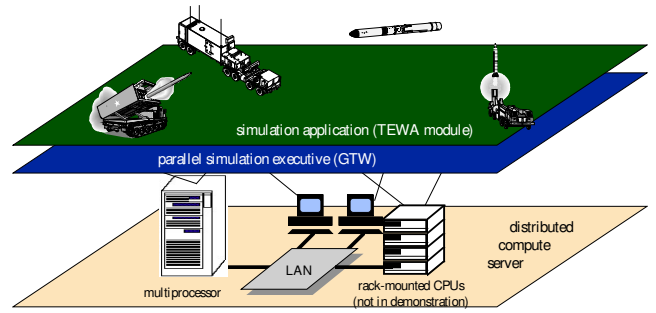 simulation application (TEWA module)
parallel simulation executive (GTW)
distributed
compute
server
LAN
multiprocessor
rack-mounted CPUs
(not in demonstration)